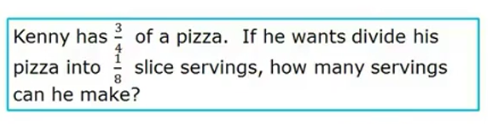 Kenny has 3/4 of a pizza.  If he wants divide his
pizza into 1/8 slice servings, how many servings
can he make?